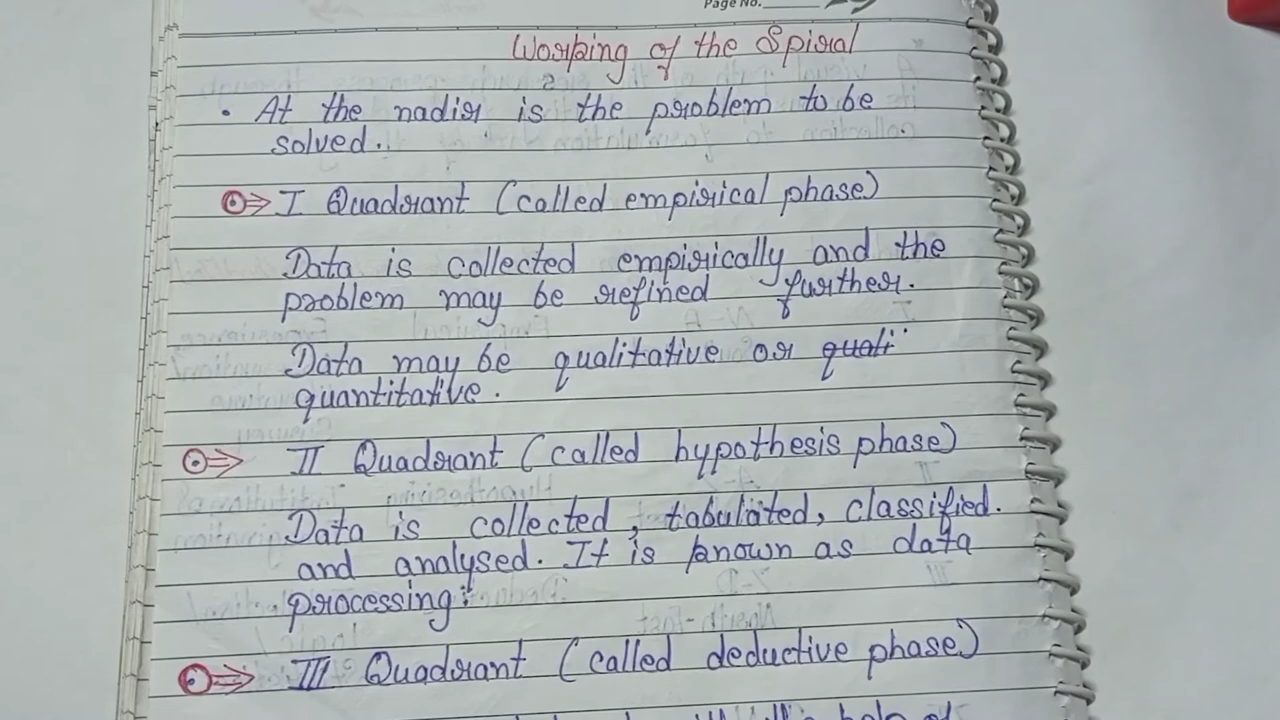 Page No.
Working of the Spiral
• At the nadir is the problem to be
solved.
I Quadrant (called empirical phase)
Data is collected empirically and the
problem may be refined further.
Data may be qualitative or quali
quantitative.
II Quadrant (called hypothesis phase)
Data is collected, tabulated, classified.
and analysed. It is known as data
processing.
III Quadrant (called deductive phase)
help of